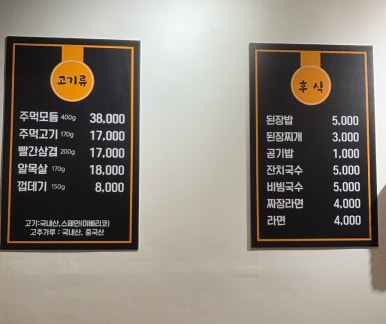 고기류
주먹모듬 400g 38,000
주먹고기 170g 17,000
빨간삼겹 200g 17,000
알목살 170g 18,000
껍데기 150g 8,000
고기:국내산,스페인(이베리코)
고추가루 : 국내산, 중국산
후식
된장밥 5,000
된장찌개 3,000
공기밥 1,000
잔치국수 5,000
비빔국수 5,000
짜장라면 4,000
라면 4,000